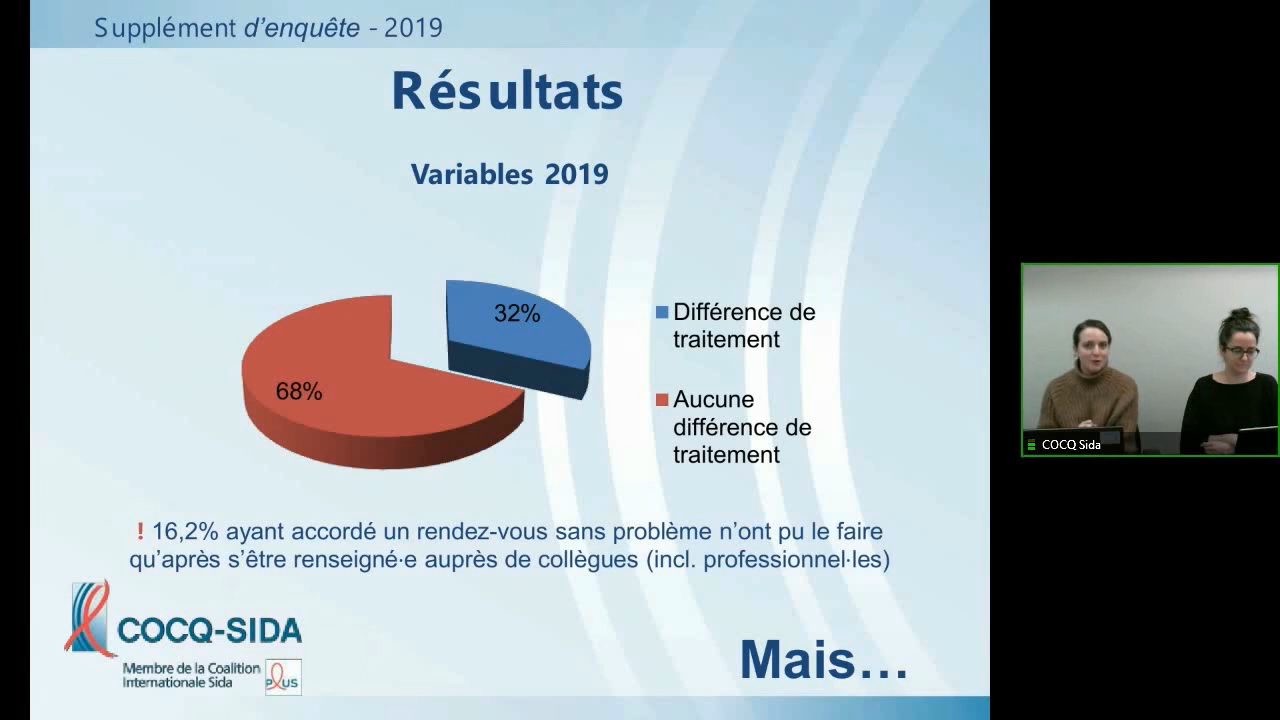 Supplément d’enquête - 2019
Résultats
Variables 2019
32%
68%
Différence de
traitement
Aucune
différence de
traitement
! 16,2% ayant accordé un rendez-vous sans problème n’ont pu le faire
qu’après s’être renseigné·e auprès de collègues (incl. professionnel·les)
COCQ-SIDA
Membre de la Coalition
Internationale Sida
PLUS
Mais…
COCQ Sida